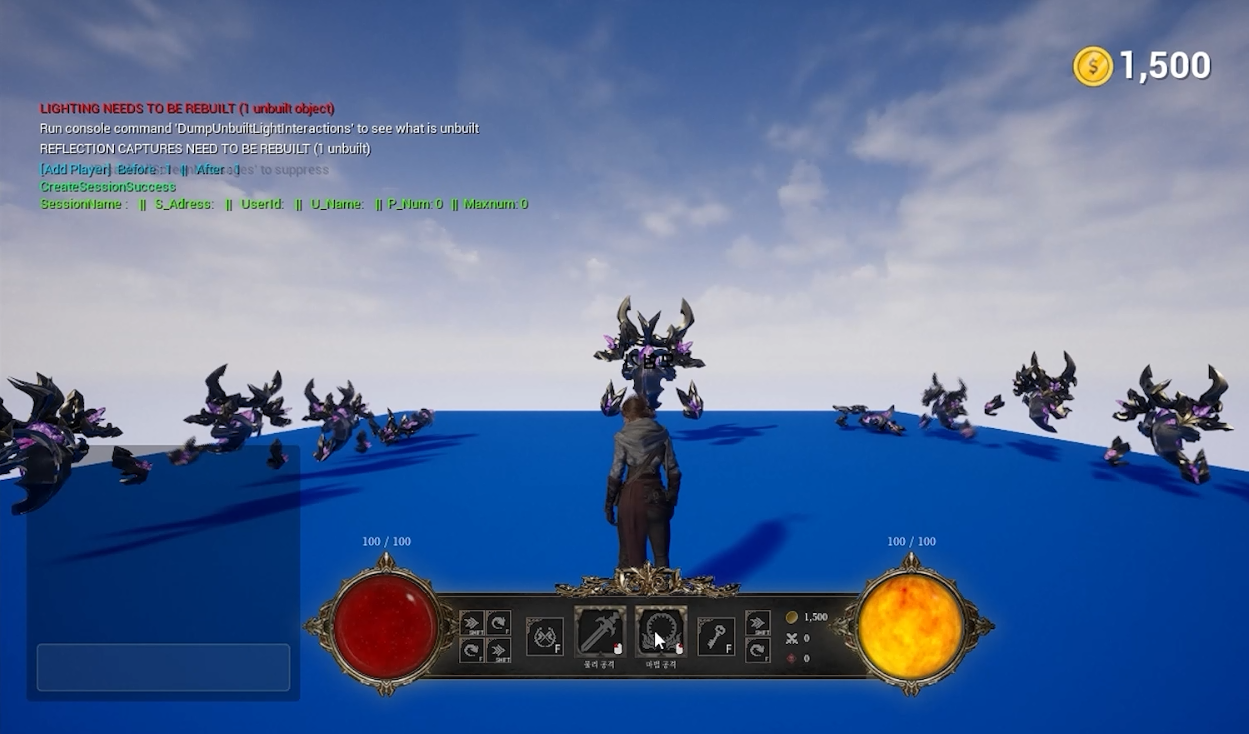 1,500
LIGHTING NEEDS TO BE REBUILT (1 unbuilt object)
Run console command 'DumpUnbuiltLightInteractions' to see what is unbuilt
REFLECTION CAPTURES NEED TO BE REBUILT (1 unbuilt)
[Add Player] Before : 1 || After : 1 to suppress
CreateSessionSuccess
SessionName : || S_Adress: || UserId: || U_Name: || P_Num: 0 || Maxnum: 0
100 / 100
100 / 100
SHIFT
F
F
SHIFT
F
물리 공격
마법 공격
F
SHIFT
F
1,500
0
0